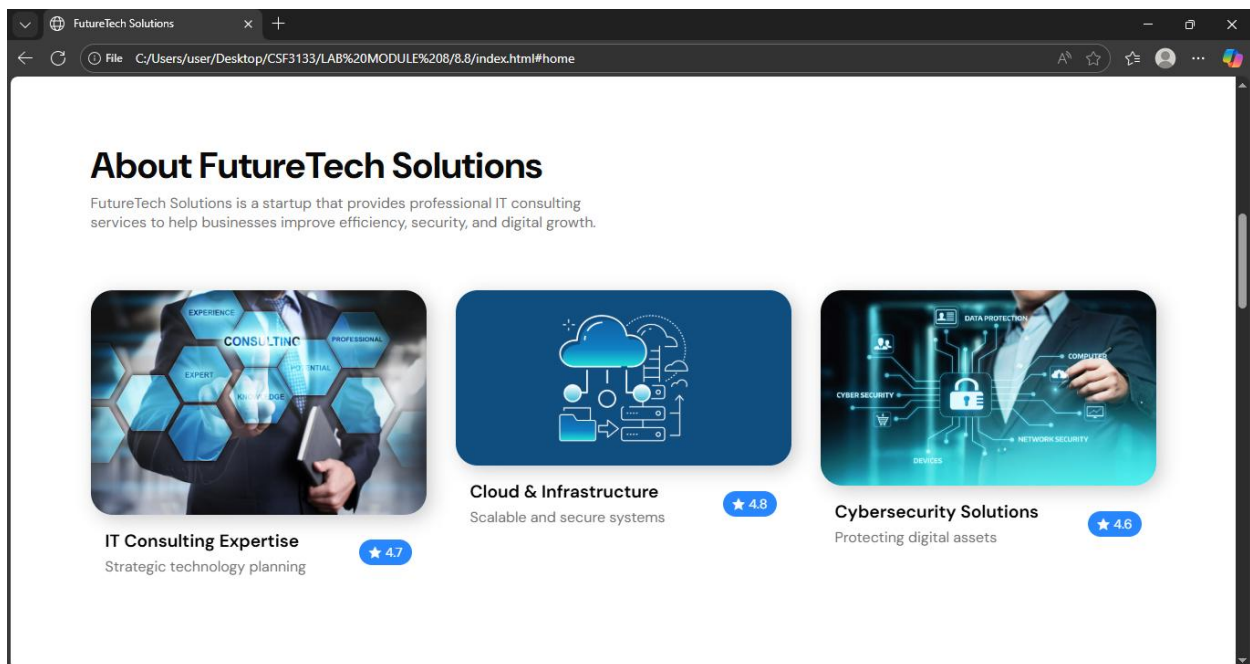 FutureTech Solutions
File C:/Users/user/Desktop/CSF3133/LAB%20MODULE%208/8.8/index.html#home
About FutureTech Solutions
FutureTech Solutions is a startup that provides professional IT consulting
services to help businesses improve efficiency, security, and digital growth.
EXPERIENCE
CONSULTING
PROFESSIONAL
EXPERT
KNOWLEDGE
IT Consulting Expertise
Strategic technology planning
4.7
Cloud & Infrastructure
Scalable and secure systems
4.8
DATA PROTECTION
COMPUTER
CYBER SECURITY
NETWORK SECURITY
DEVICES
Cybersecurity Solutions
Protecting digital assets
4.6